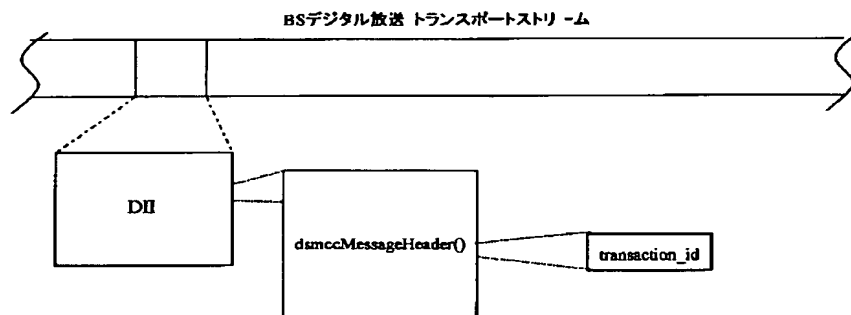 BSデジタル放送 トランスポートストリーム
DII
dsmccMessageHeader()
transaction_id